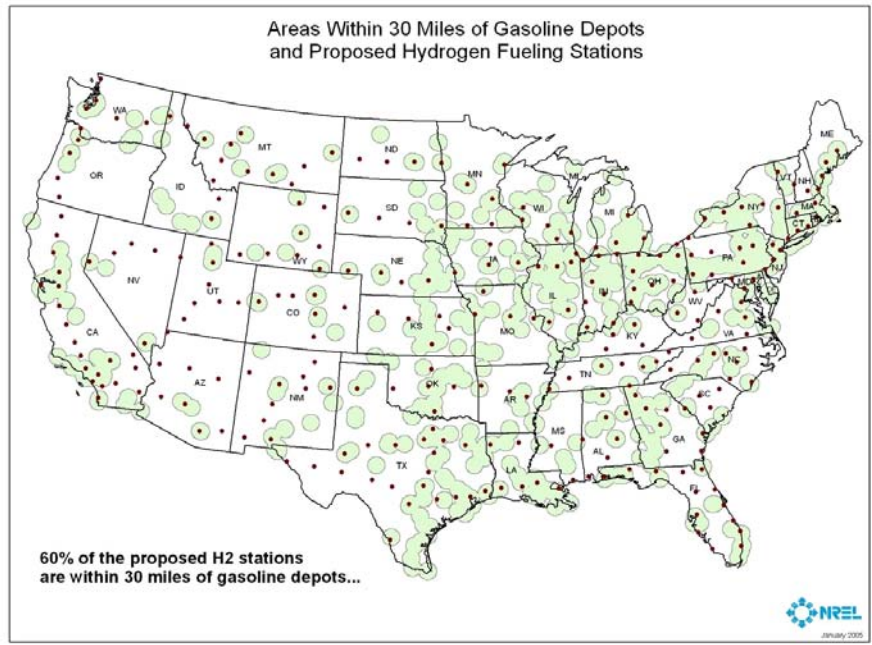 Areas Within 30 Miles of Gasoline Depots
and Proposed Hydrogen Fueling Stations
WA
MT
ND
MN
ME
OR
ID
SD
WI
MI
MI
VT
NH
NY
MA
CT
WY
NE
IA
PA
NJ
NV
UT
CO
KS
MO
IL
IN
OH
MD
WV
VA
KY
CA
AZ
NM
OK
AR
TN
NC
SC
MS
AL
GA
TX
LA
FL
60% of the proposed H2 stations
are within 30 miles of gasoline depots...
NREL
January 2005